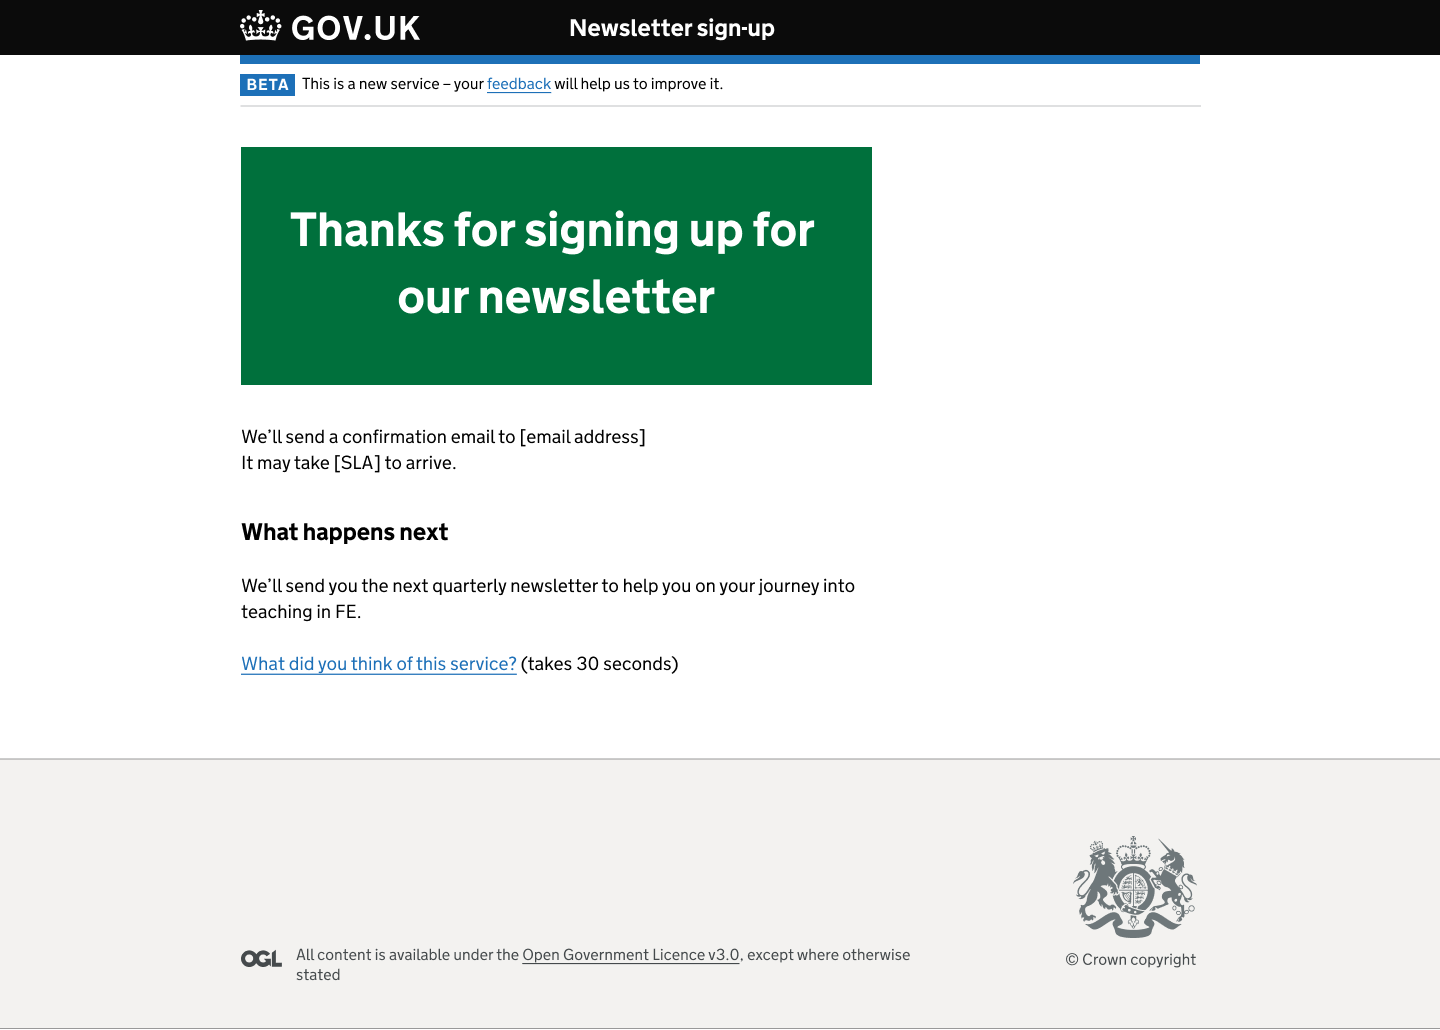 GOV.UK
Newsletter sign-up
BETA This is a new service – your feedback will help us to improve it.
Thanks for signing up for
our newsletter
We’ll send a confirmation email to [email address]
It may take [SLA] to arrive.
What happens next
We’ll send you the next quarterly newsletter to help you on your journey into
teaching in FE.
What did you think of this service? (takes 30 seconds)
OGL All content is available under the Open Government Licence v3.0, except where otherwise
stated
© Crown copyright